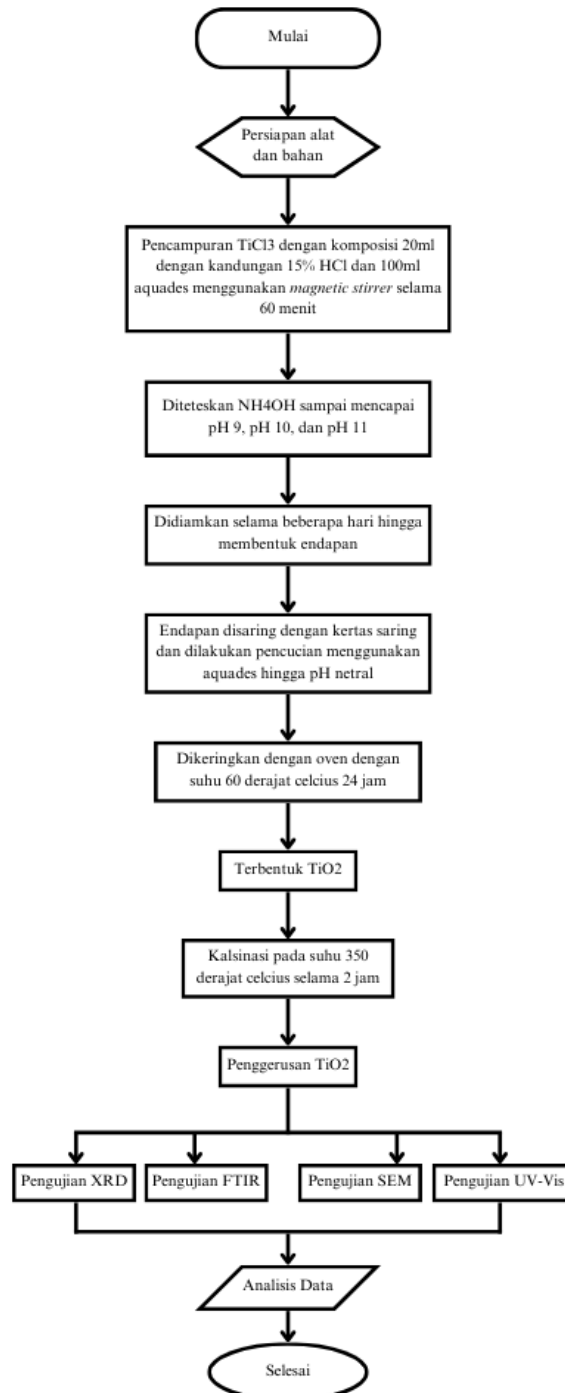 Mulai
Persiapan alat
dan bahan
Pencampuran TiCl3 dengan komposisi 20ml
dengan kandungan 15% HCl dan 100ml
aquades menggunakan magnetic stirrer selama
60 menit
Diteteskan NH4OH sampai mencapai
pH 9, pH 10, dan pH 11
Didiamkan selama beberapa hari hingga
membentuk endapan
Endapan disaring dengan kertas saring
dan dilakukan pencucian menggunakan
aquades hingga pH netral
Dikeringkan dengan oven dengan
suhu 60 derajat celcius 24 jam
Terbentuk TiO2
Kalsinasi pada suhu 350
derajat celcius selama 2 jam
Penggerusan TiO2
Pengujian XRD
Pengujian FTIR
Pengujian SEM
Pengujian UV-Vis
Analisis Data
Selesai